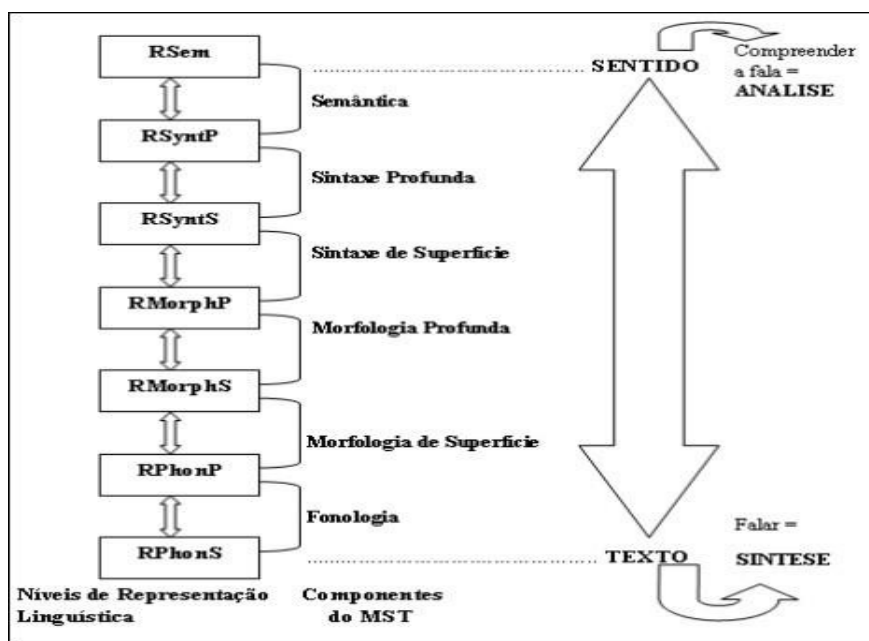 RSem
SENTIDO
Compreender
a fala =
ANALISE
Semântica
RSyntP
Sintaxe Profunda
RSyntS
Sintaxe de Superficie
RMorphP
Morfologia Profunda
RMorphS
Morfologia de Superficie
RPhonP
Fonologia
Falar =
RPhonS
TEXTO
SINTESE
Níveis de Representação
Linguística
Componentes
do MST